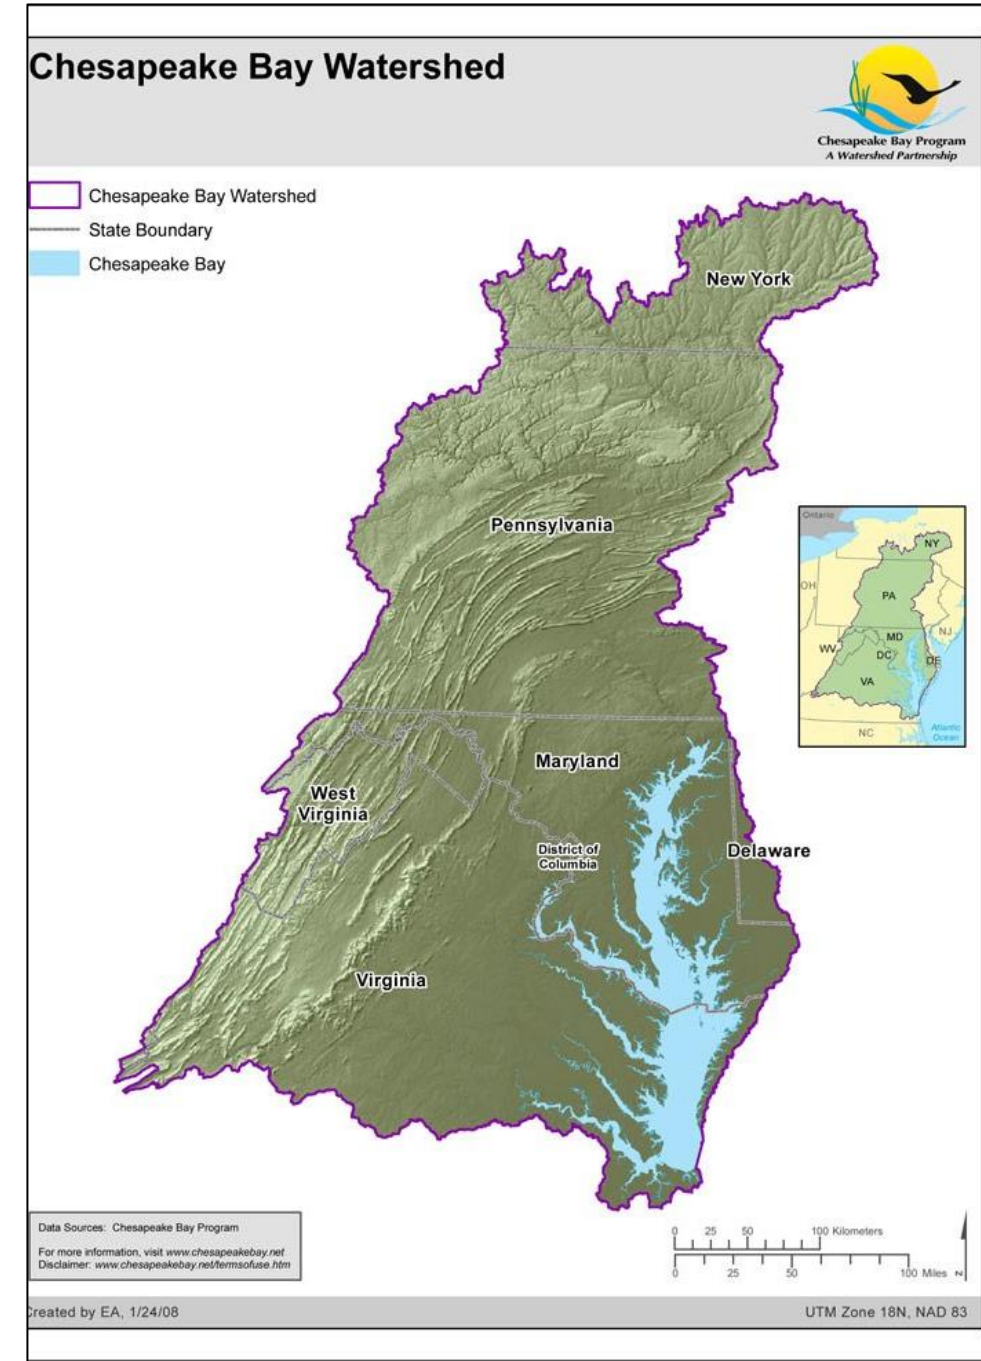 Chesapeake Bay Watershed
Chesapeake Bay Program
A Watershed Partnership
Chesapeake Bay Watershed
State Boundary
Chesapeake Bay
New York
Pennsylvania
Maryland
West
Virginia
District of
Columbia
Delaware
Virginia
Ontario
NY
OH
PA
NJ
MD
WV
DC
DE
VA
NC
Atlantic
Ocean
Data Sources: Chesapeake Bay Program
For more information, visit www.chesapeakebay.net
Disclaimer: www.chesapeakebay.net/termsofuse.htm
0 25 50 100 Kilometers
0 25 50 100 Miles
N
Created by EA, 1/24/08
UTM Zone 18N, NAD 83